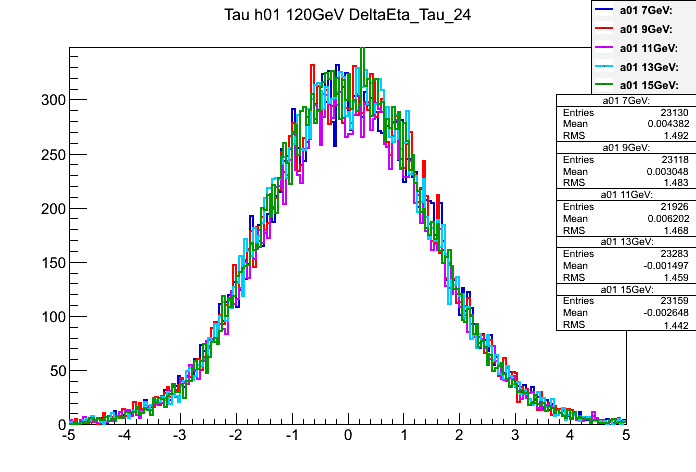 Tau h01 120GeV DeltaEta_Tau_24
a01 7GeV:
a01 9GeV:
a01 11GeV:
a01 13GeV:
a01 15GeV:
a01 7GeV:
Entries 23130
Mean 0.004382
RMS 1.492
a01 9GeV:
Entries 23118
Mean 0.003048
RMS 1.483
a01 11GeV:
Entries 21926
Mean 0.006202
RMS 1.468
a01 13GeV:
Entries 23283
Mean -0.001497
RMS 1.459
a01 15GeV:
Entries 23159
Mean -0.002648
RMS 1.442
300
250
200
150
100
50
0
-5 -4 -3 -2 -1 0 1 2 3 4 5